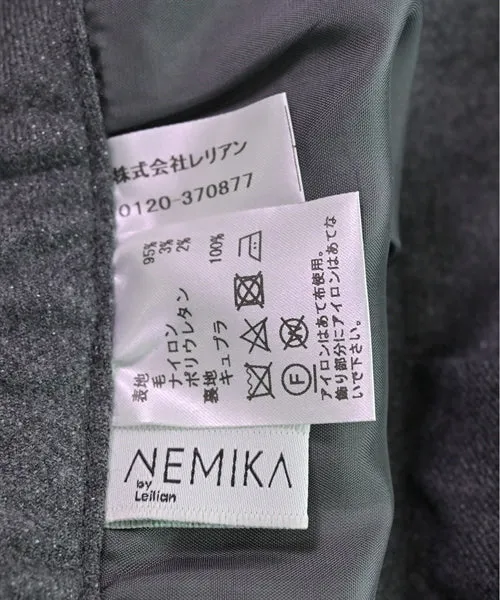 株式会社レリアン
0120-370877
表地
毛 95%
ナイロン 3%
ポリウレタン 2%
裏地
キュプラ 100%
F
アイロンはあて布使用。
飾り部分にアイロンはあてな
いで下さい。
NEMIKA
by
Leilian